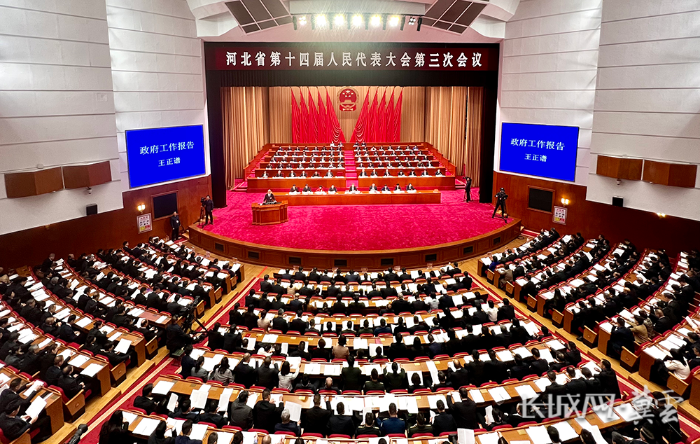 河北省第十四届人民代表大会第三次会议
政府工作报告
王正谱
政府工作报告
王正谱
长城网·冀云
CHANGCHENG